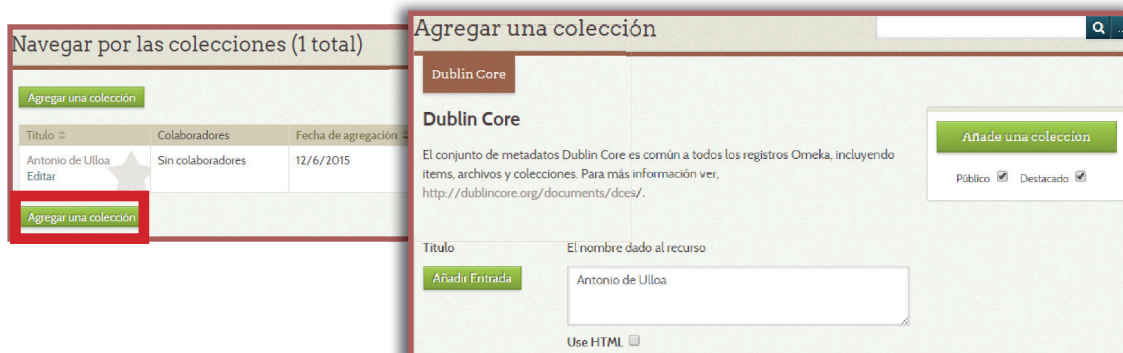 Navegar por las colecciones (1 total)
Agregar una colección
Título
Colaboradores
Fecha de agregación
Antonio de Ulloa
Editar
Sin colaboradores
12/6/2015
Agregar una colección
Agregar una colección
Dublin Core
Dublin Core
El conjunto de metadatos Dublin Core es común a todos los registros Omeka, incluyendo
items, archivos y colecciones. Para más información ver,
http://dublincore.org/documents/dces/.
Añade una coleccion
Público
Destacado
Título
El nombre dado al recurso
Añadir Entrada
Antonio de Ulloa
Use HTML